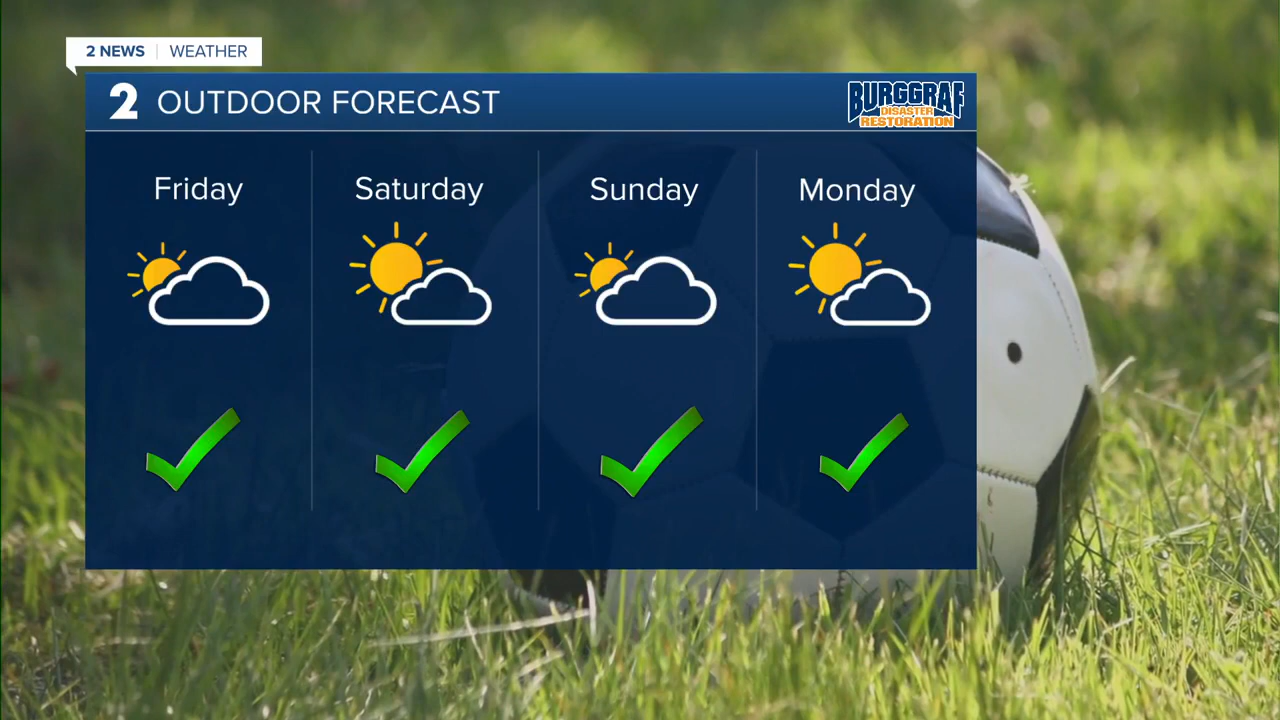 2 NEWS | WEATHER
2 OUTDOOR FORECAST
BURGGRAF
DISASTER
RESTORATION
Friday
Saturday
Sunday
Monday